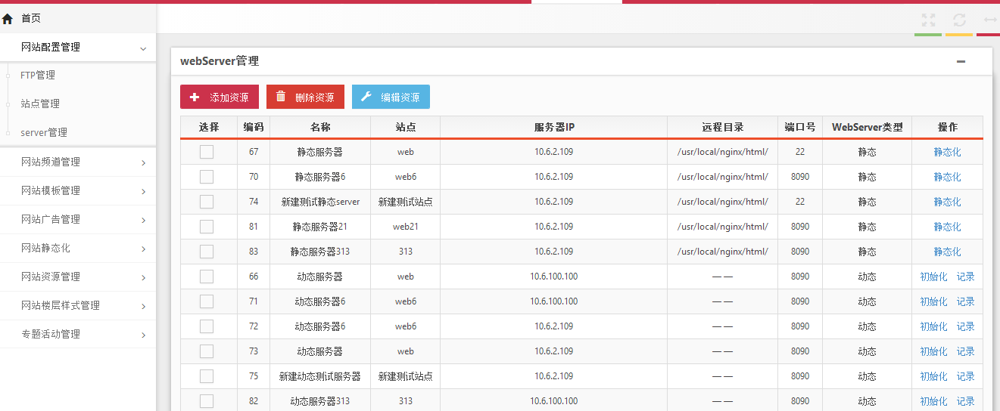 首页
网站配置管理
FTP管理
站点管理
server管理
网站频道管理
网站模板管理
网站广告管理
网站静态化
网站资源管理
网站楼层样式管理
专题活动管理
webServer管理
添加资源 删除资源 编辑资源
选择 编码 名称 站点 服务器IP 远程目录 端口号 WebServer类型 操作
67 静态服务器 web 10.6.2.109 /usr/local/nginx/html/ 22 静态 静态化
70 静态服务器6 web6 10.6.2.109 /usr/local/nginx/html/ 8090 静态 静态化
74 新建测试静态server 新建测试站点 10.6.2.109 /usr/local/nginx/html/ 22 静态 静态化
81 静态服务器21 web21 10.6.2.109 /usr/local/nginx/html/ 8090 静态 静态化
83 静态服务器313 313 10.6.2.109 /usr/local/nginx/html/ 8090 静态 静态化
66 动态服务器 web 10.6.100.100 —— 8090 动态 初始化 记录
71 动态服务器6 web6 10.6.100.100 —— 8090 动态 初始化 记录
72 动态服务器6 web6 10.6.2.109 —— 8090 动态 初始化 记录
73 动态服务器 web 10.6.2.109 —— 8090 动态 初始化 记录
75 新建动态测试服务器 新建测试站点 10.6.2.109 —— 8090 动态 初始化 记录
82 动态服务器313 313 10.6.100.100 —— 8090 动态 初始化 记录